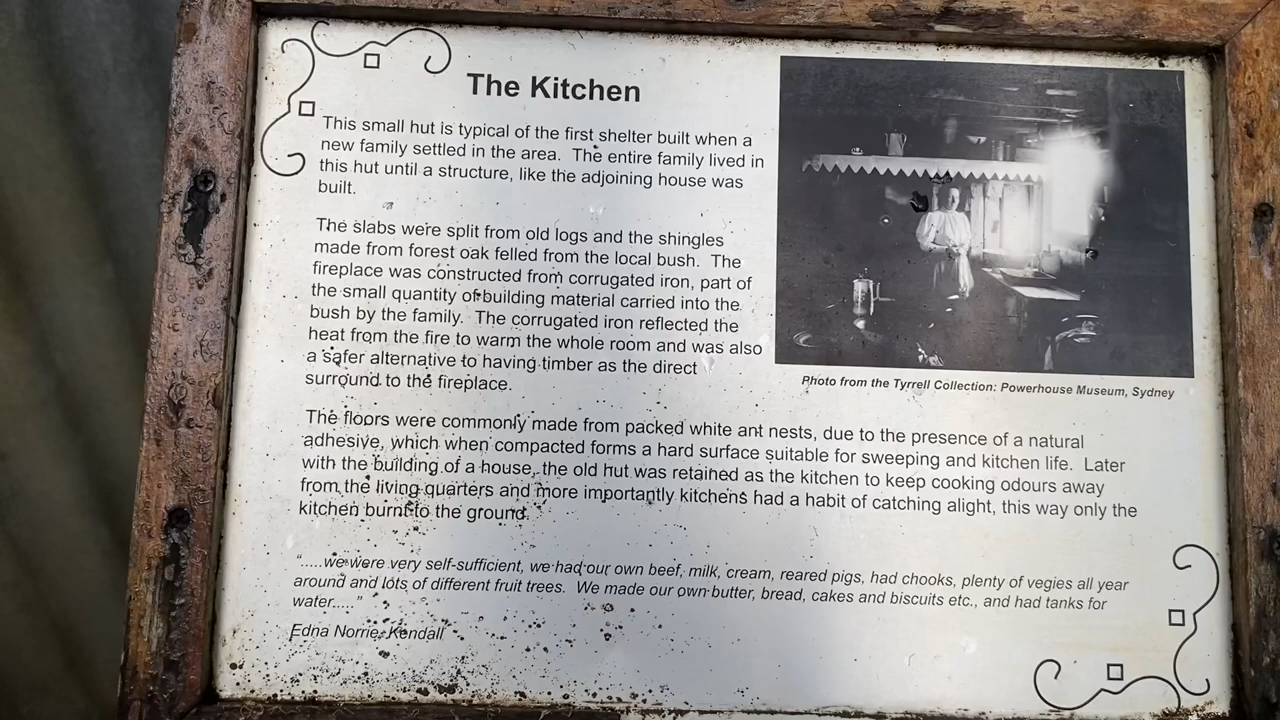 The Kitchen
This small hut is typical of the first shelter built when a
new family settled in the area. The entire family lived in
this hut until a structure, like the adjoining house was
built.
The slabs were split from old logs and the shingles
made from forest oak felled from the local bush. The
fireplace was constructed from corrugated iron, part of
the small quantity of building material carried into the
bush by the family. The corrugated iron reflected the
heat from the fire to warm the whole room and was also
a safer alternative to having timber as the direct
surround to the fireplace.
Photo from the Tyrrell Collection: Powerhouse Museum, Sydney
The floors were commonly made from packed white ant nests, due to the presence of a natural
adhesive, which when compacted forms a hard surface suitable for sweeping and kitchen life. Later
with the building of a house, the old hut was retained as the kitchen to keep cooking odours away
from the living quarters and more importantly kitchens had a habit of catching alight, this way only the
kitchen burnt to the ground.
“.....we were very self-sufficient, we had our own beef, milk, cream, reared pigs, had chooks, plenty of vegies all year
around and lots of different fruit trees. We made our own butter, bread, cakes and biscuits etc., and had tanks for
water.....”
Edna Norrie, Kendall